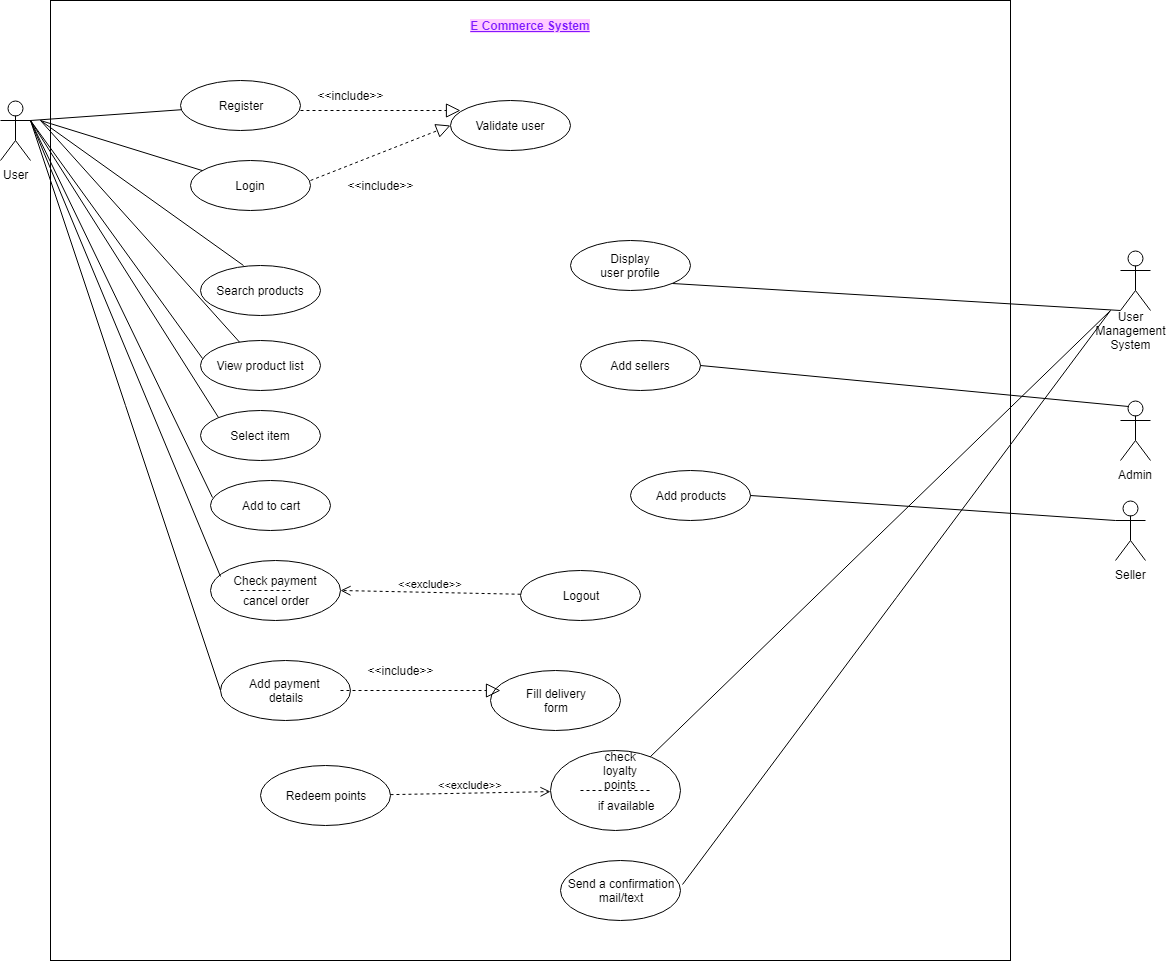 E Commerce System
Register
<<include>>
Validate user
User
Login
<<include>>
Display
user profile
Search products
User
Management
System
View product list
Add sellers
Select item
Admin
Add to cart
Add products
Seller
Check payment
cancel order
<<exclude>>
Logout
Add payment
details
<<include>>
Fill delivery
form
Redeem points
<<exclude>>
check
loyalty
points
if available
Send a confirmation
mail/text